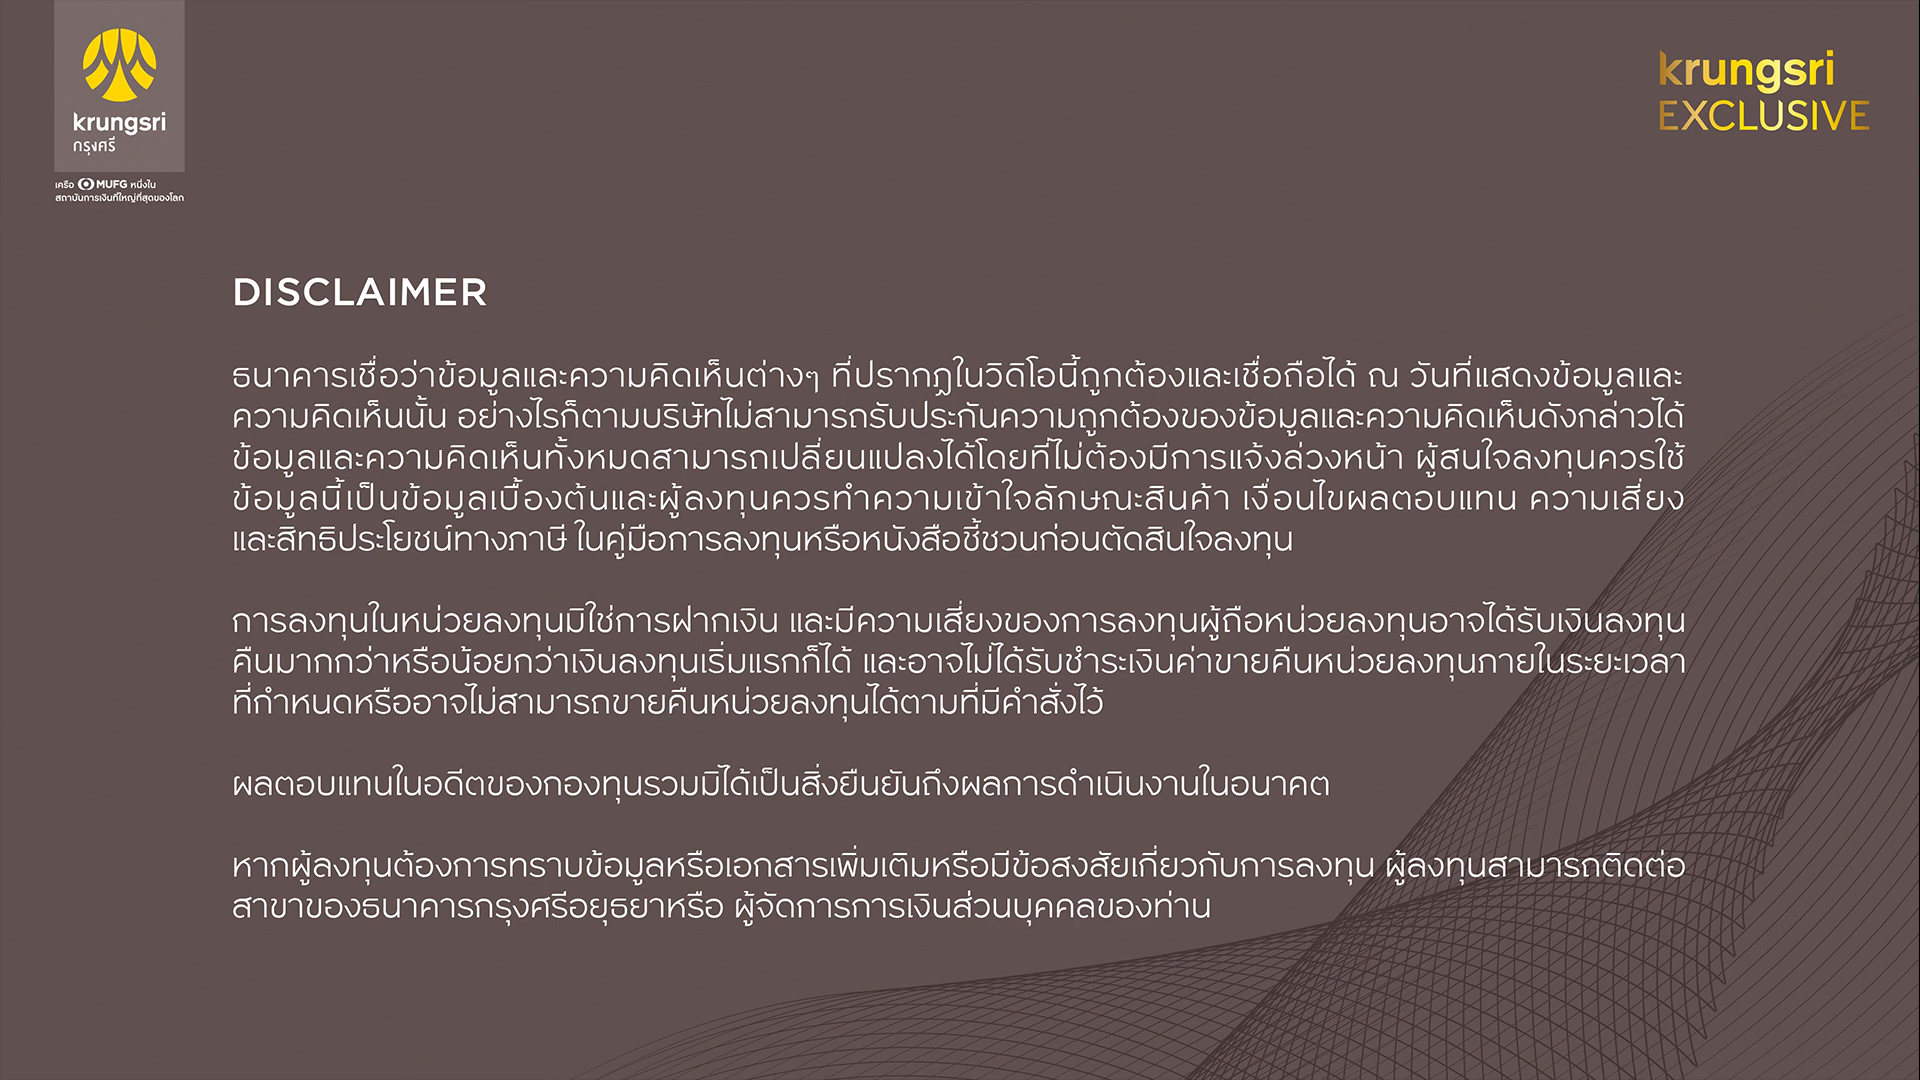 krungsri
กรุงศรี
เครือ MUFG หนึ่งใน
สถาบันการเงินที่ใหญ่ที่สุดของโลก
krungsri
EXCLUSIVE
DISCLAIMER
ธนาคารเชื่อว่าข้อมูลและความคิดเห็นต่างๆ ที่ปรากฏในวิดิโอนี้ถูกต้องและเชื่อถือได้ ณ วันที่แสดงข้อมูลและ
ความคิดเห็นนั้น อย่างไรก็ตามบริษัทไม่สามารถรับประกันความถูกต้องของข้อมูลและความคิดเห็นดังกล่าวได้
ข้อมูลและความคิดเห็นทั้งหมดสามารถเปลี่ยนแปลงได้โดยที่ไม่ต้องมีการแจ้งล่วงหน้า ผู้สนใจลงทุนควรใช้
ข้อมูลนี้เป็นข้อมูลเบื้องต้นและผู้ลงทุนควรทำความเข้าใจลักษณะสินค้า เงื่อนไขผลตอบแทน ความเสี่ยง
และสิทธิประโยชน์ทางภาษี ในคู่มือการลงทุนหรือหนังสือชี้ชวนก่อนตัดสินใจลงทุน
การลงทุนในหน่วยลงทุนมิใช่การฝากเงิน และมีความเสี่ยงของการลงทุนผู้ถือหน่วยลงทุนอาจได้รับเงินลงทุน
คืนมากกว่าหรือน้อยกว่าเงินลงทุนเริ่มแรกก็ได้ และอาจไม่ได้รับชำระเงินค่าขายคืนหน่วยลงทุนภายในระยะเวลา
ที่กำหนดหรืออาจไม่สามารถขายคืนหน่วยลงทุนได้ตามที่มีคำสั่งไว้
ผลตอบแทนในอดีตของกองทุนรวมมิได้เป็นสิ่งยืนยันถึงผลการดำเนินงานในอนาคต
หากผู้ลงทุนต้องการทราบข้อมูลหรือเอกสารเพิ่มเติมหรือมีข้อสงสัยเกี่ยวกับการลงทุน ผู้ลงทุนสามารถติดต่อ
สาขาของธนาคารกรุงศรีอยุธยาหรือ ผู้จัดการการเงินส่วนบุคคลของท่าน